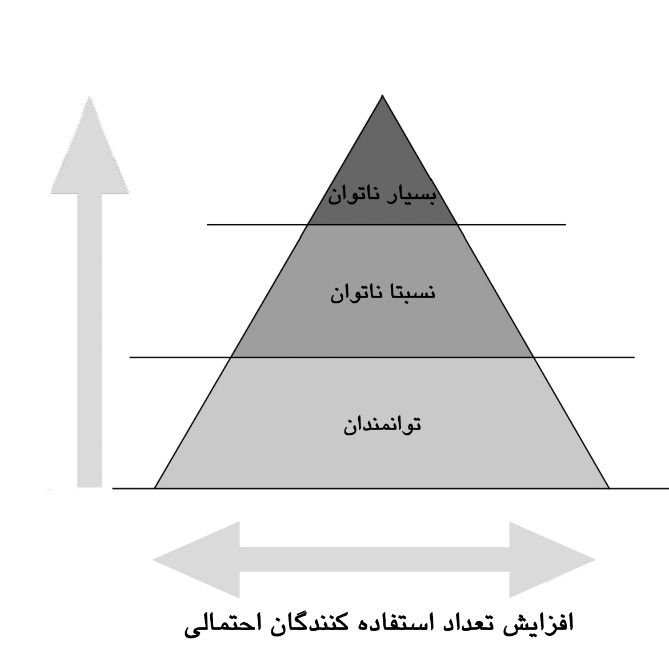 بسیار ناتوان
نسبتا ناتوان
توانمندان
افزایش تعداد استفاده کنندگان احتمالی